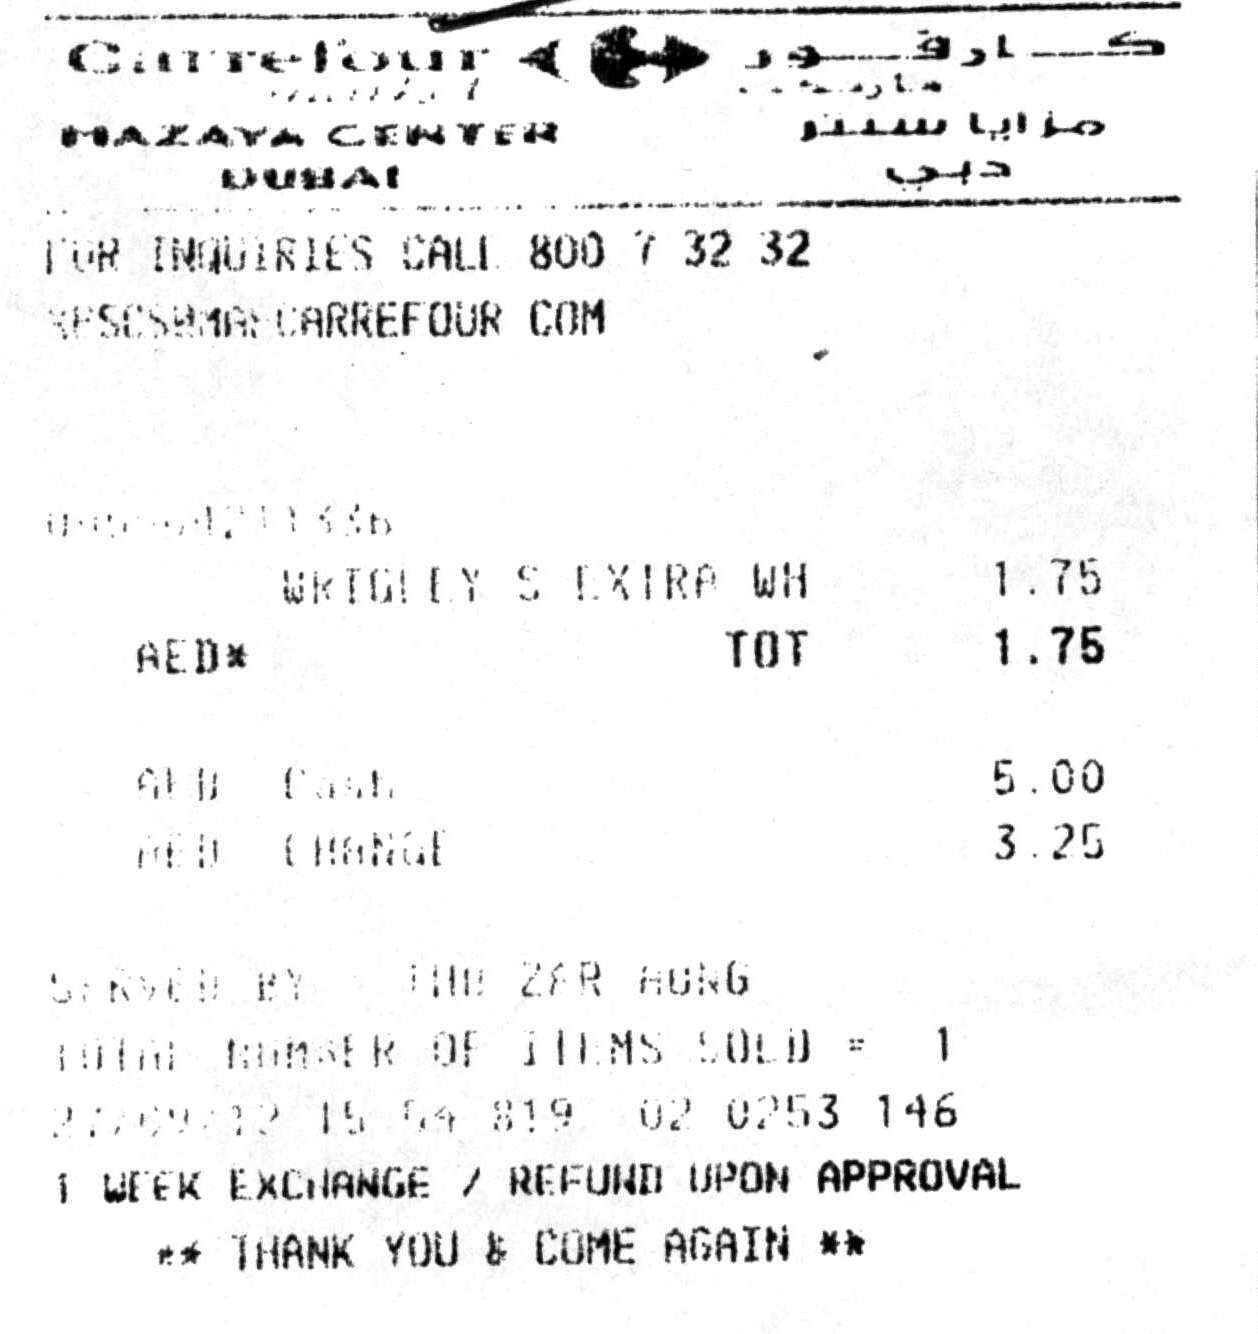 Carrefour كارفور
market ماركت
MAZAYA CENTER مزايا سنتر
DUBAI دبي
FOR INQUIRIES CALL 800 7 32 32
CARREFOUR COM
WRIGLEY S EXTRA WH 1.75
AED* TOT 1.75
AED Cash 5.00
AED CHANGE 3.25
SERVED BY ZAR AUNG
TOTAL NUMBER OF ITEMS SOLD = 1
15 54 819 02 0253 146
1 WEEK EXCHANGE / REFUND UPON APPROVAL
** THANK YOU & COME AGAIN **